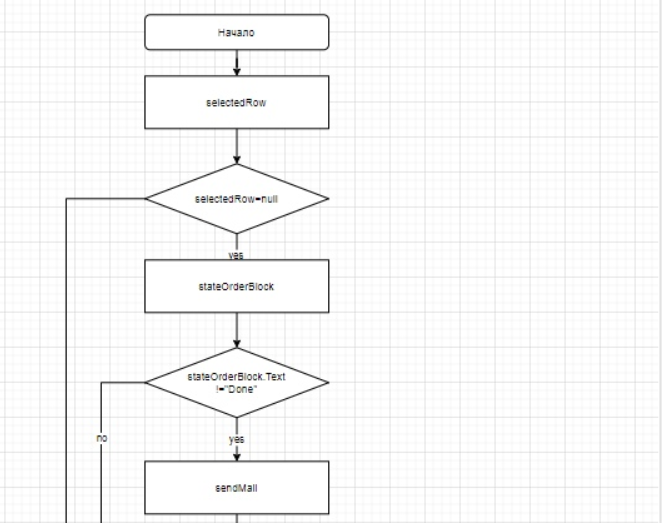 Начало
selectedRow
selectedRow=null
yes
stateOrderBlock
stateOrderBlock.Text
!="Done"
no
yes
sendMail